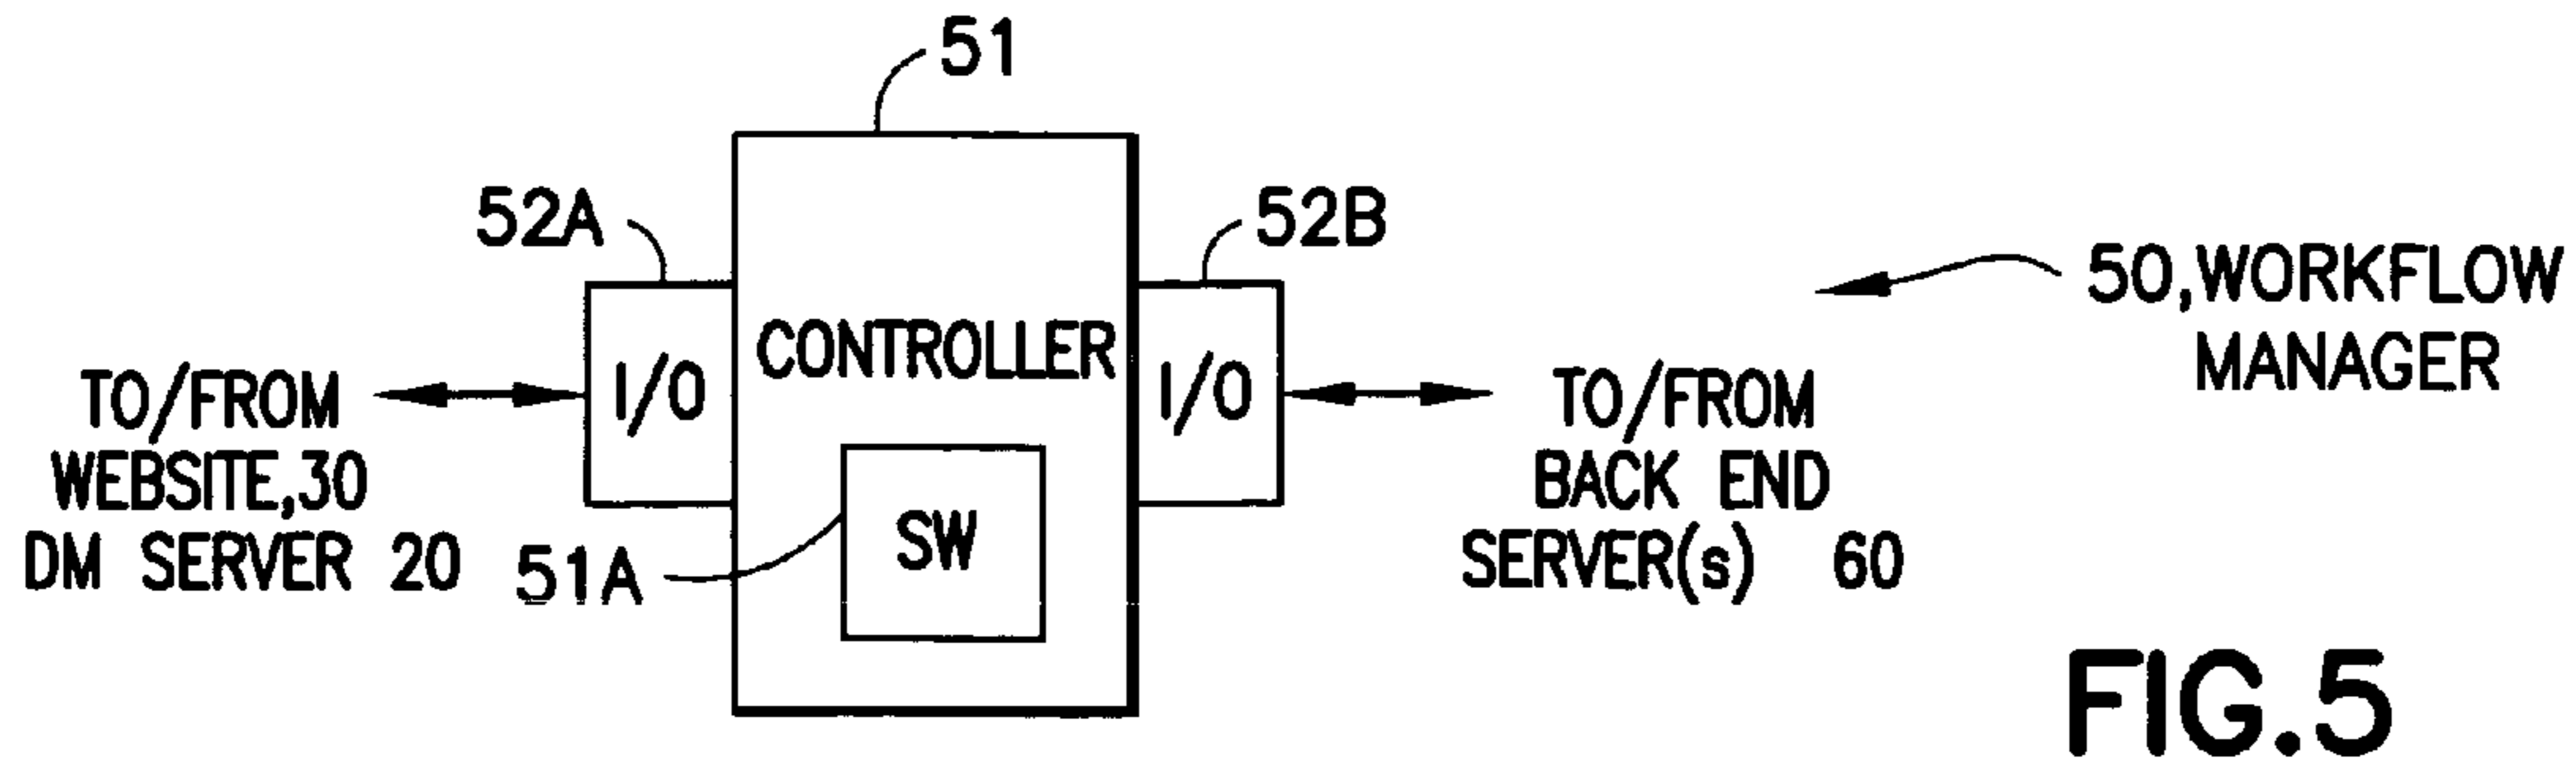 51
52A
52B
50,WORKFLOW
MANAGER
CONTROLLER
I/O
I/O
TO/FROM
WEBSITE,30
DM SERVER 20
TO/FROM
BACK END
SERVER(s) 60
51A
SW
FIG.5